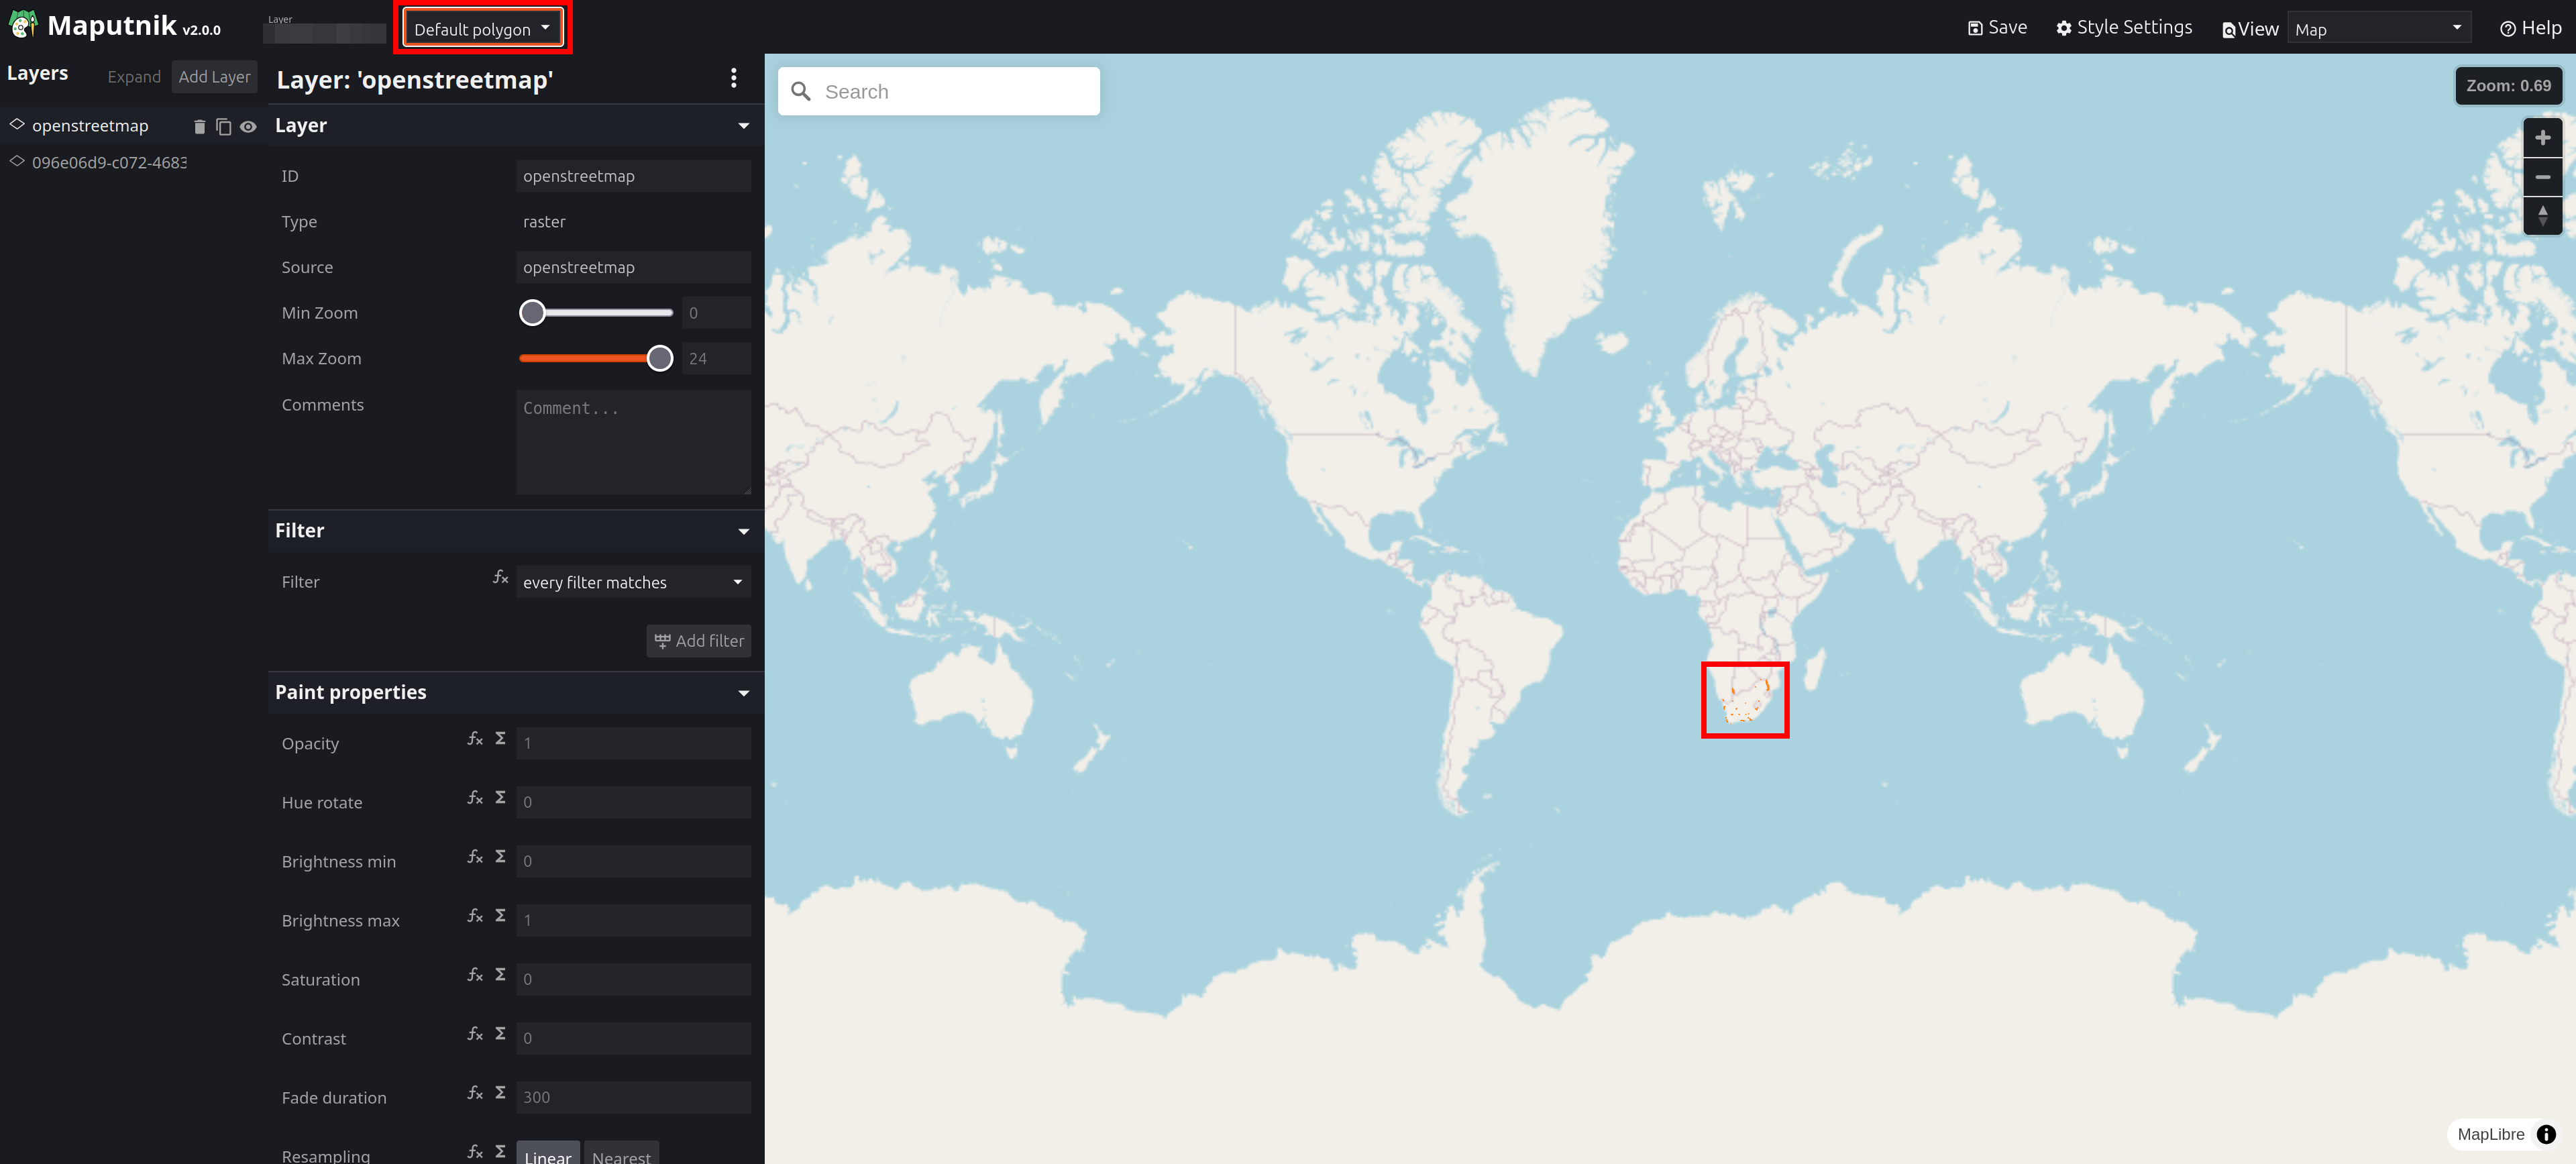 Maputnik v2.0.0
Layer
Default polygon
Save
Style Settings
View
Map
Help
Layers
Expand
Add Layer
openstreetmap
096e06d9-c072-4683
Layer: 'openstreetmap'
Layer
ID
openstreetmap
Type
raster
Source
openstreetmap
Min Zoom
0
Max Zoom
24
Comments
Comment...
Filter
Filter
every filter matches
Add filter
Paint properties
Opacity
1
Hue rotate
0
Brightness min
0
Brightness max
1
Saturation
0
Contrast
0
Fade duration
300
Resampling
Linear
Nearest
Search
Zoom: 0.69
MapLibre